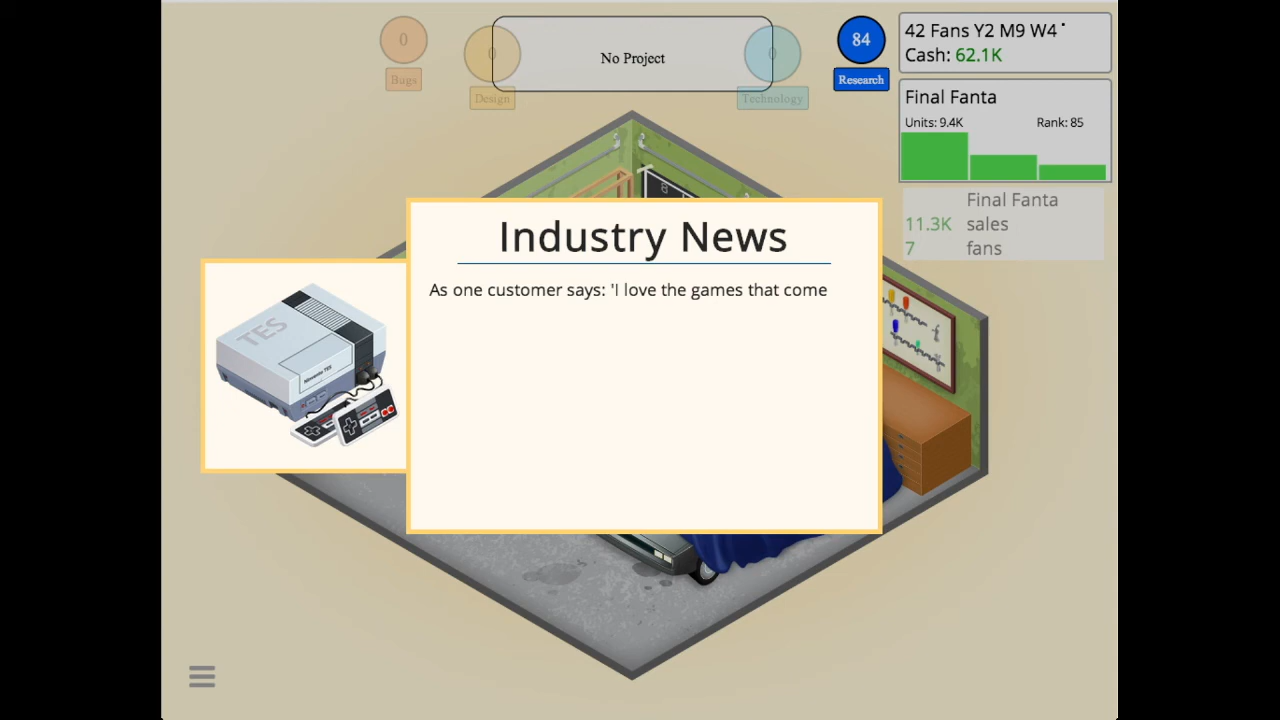 0
Bugs
0
Design
No Project
0
Technology
84
Research
42 Fans Y2 M9 W4
Cash: 62.1K
Final Fanta
Units: 9.4K Rank: 85
Final Fanta
11.3K sales
7 fans
Industry News
As one customer says: 'I love the games that come
TES
Ninvento TES